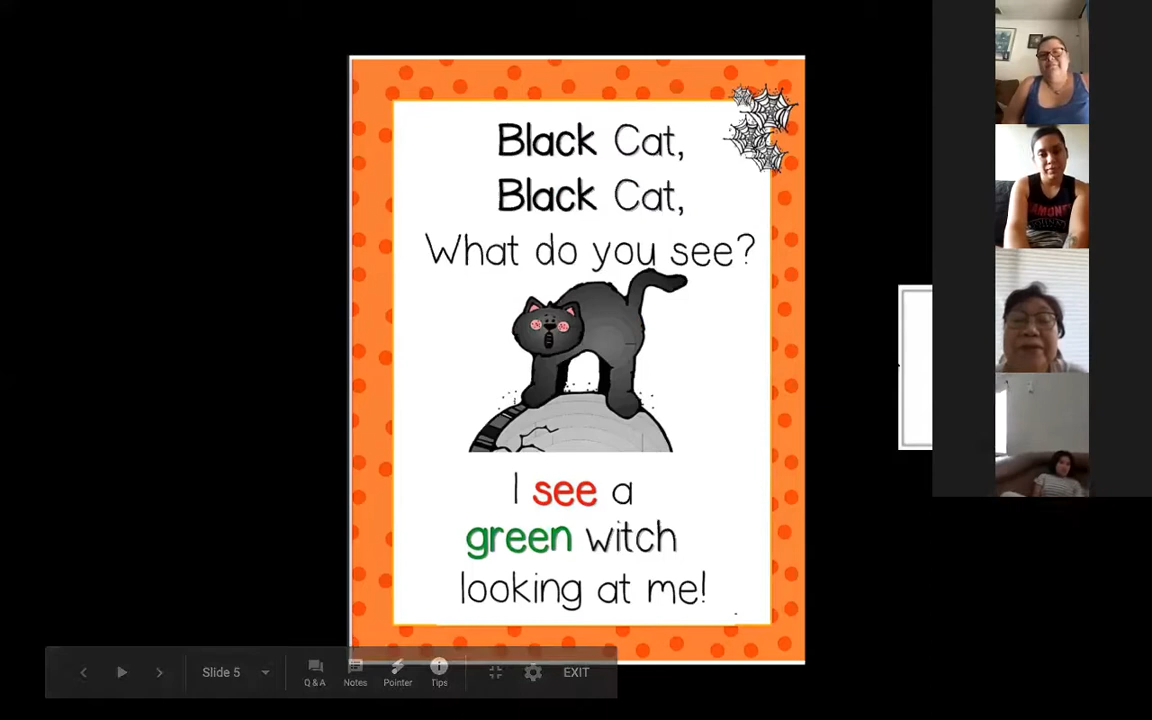 Black Cat,
Black Cat,
What do you see?
I see a
green witch
looking at me!
Slide 5
Q & A
Notes
Pointer
Tips
EXIT